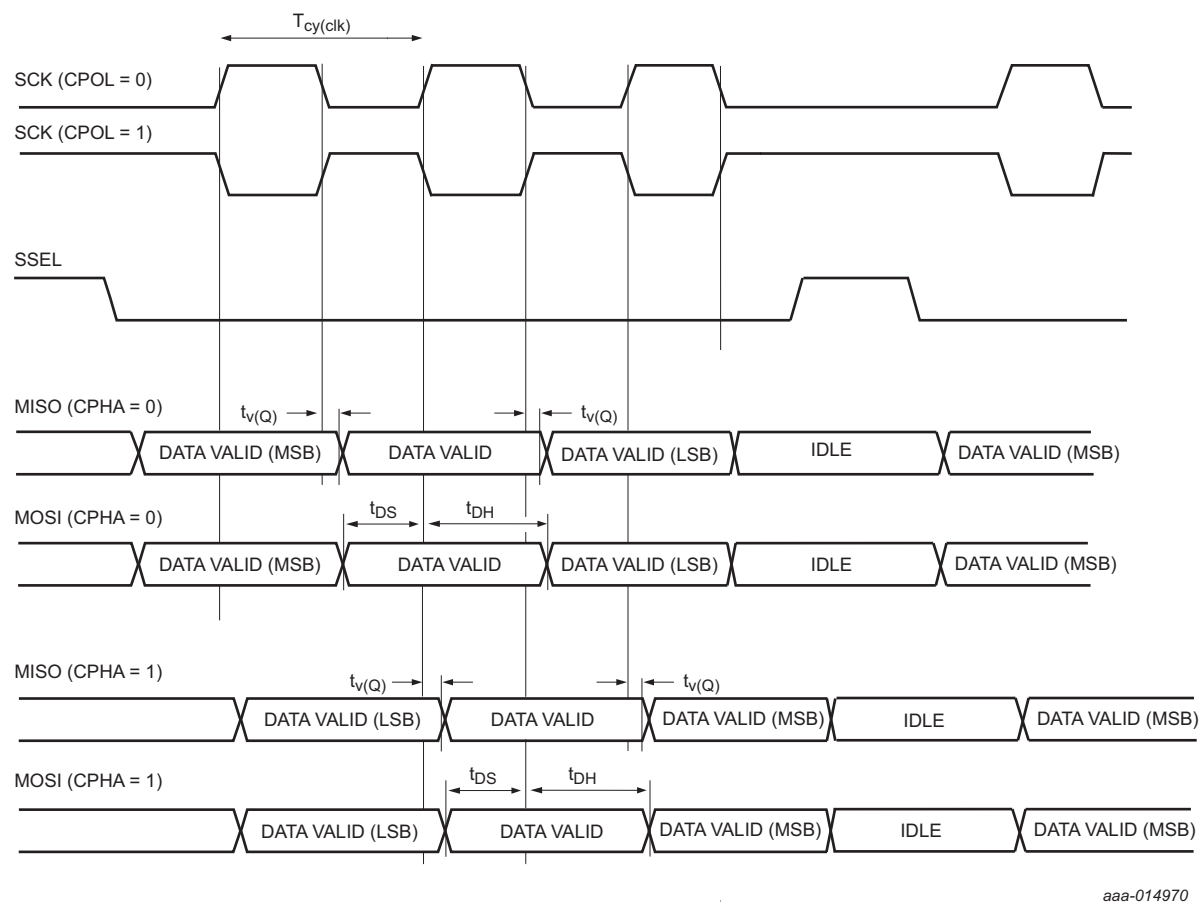 Tcy(clk)
SCK (CPOL = 0)
SCK (CPOL = 1)
SSEL
MISO (CPHA = 0)
tv(Q)
tv(Q)
DATA VALID (MSB)
DATA VALID
DATA VALID (LSB)
IDLE
DATA VALID (MSB)
tDS
tDH
MOSI (CPHA = 0)
DATA VALID (MSB)
DATA VALID
DATA VALID (LSB)
IDLE
DATA VALID (MSB)
MISO (CPHA = 1)
tv(Q)
tv(Q)
DATA VALID (LSB)
DATA VALID
DATA VALID (MSB)
IDLE
DATA VALID (MSB)
tDS
tDH
MOSI (CPHA = 1)
DATA VALID (LSB)
DATA VALID
DATA VALID (MSB)
IDLE
DATA VALID (MSB)
aaa-014970